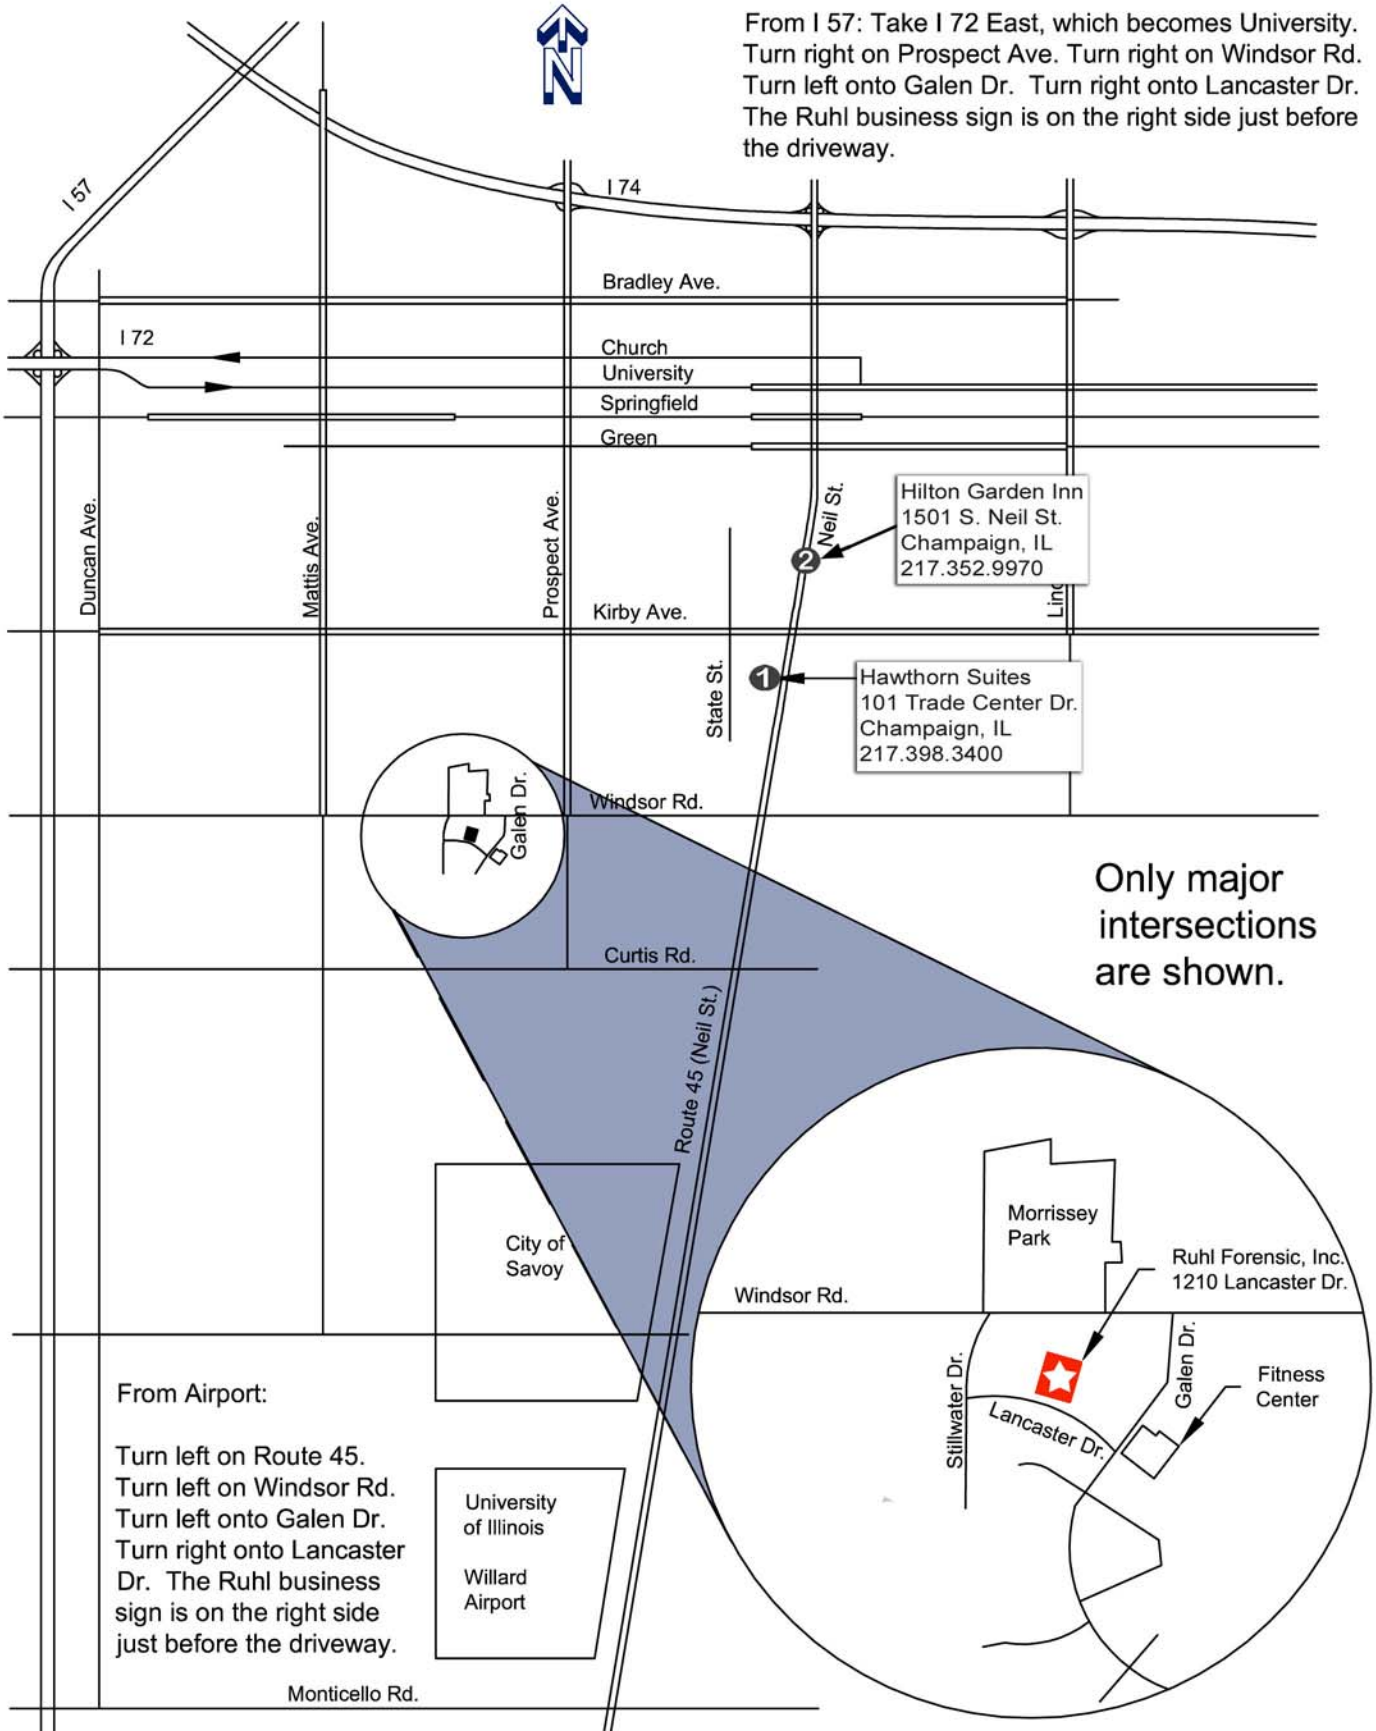 From I 57: Take I 72 East, which becomes University.
Turn right on Prospect Ave. Turn right on Windsor Rd.
Turn left onto Galen Dr.  Turn right onto Lancaster Dr.
The Ruhl business sign is on the right side just before
the driveway.
N
I 57
I 74
Bradley Ave.
I 72
Church
University
Springfield
Green
Duncan Ave.
Mattis Ave.
Prospect Ave.
Neil St.
Hilton Garden Inn
1501 S. Neil St.
Champaign, IL
217.352.9970
2
Linc
Kirby Ave.
State St.
1
Hawthorn Suites
101 Trade Center Dr.
Champaign, IL
217.398.3400
Galen Dr.
Windsor Rd.
Only major
intersections
are shown.
Curtis Rd.
Route 45 (Neil St.)
City of
Savoy
Morrissey
Park
Ruhl Forensic, Inc.
1210 Lancaster Dr.
Windsor Rd.
Stillwater Dr.
Lancaster Dr.
Galen Dr.
Fitness
Center
From Airport:
Turn left on Route 45.
Turn left on Windsor Rd.
Turn left onto Galen Dr.
Turn right onto Lancaster
Dr.  The Ruhl business
sign is on the right side
just before the driveway.
University
of Illinois
Willard
Airport
Monticello Rd.